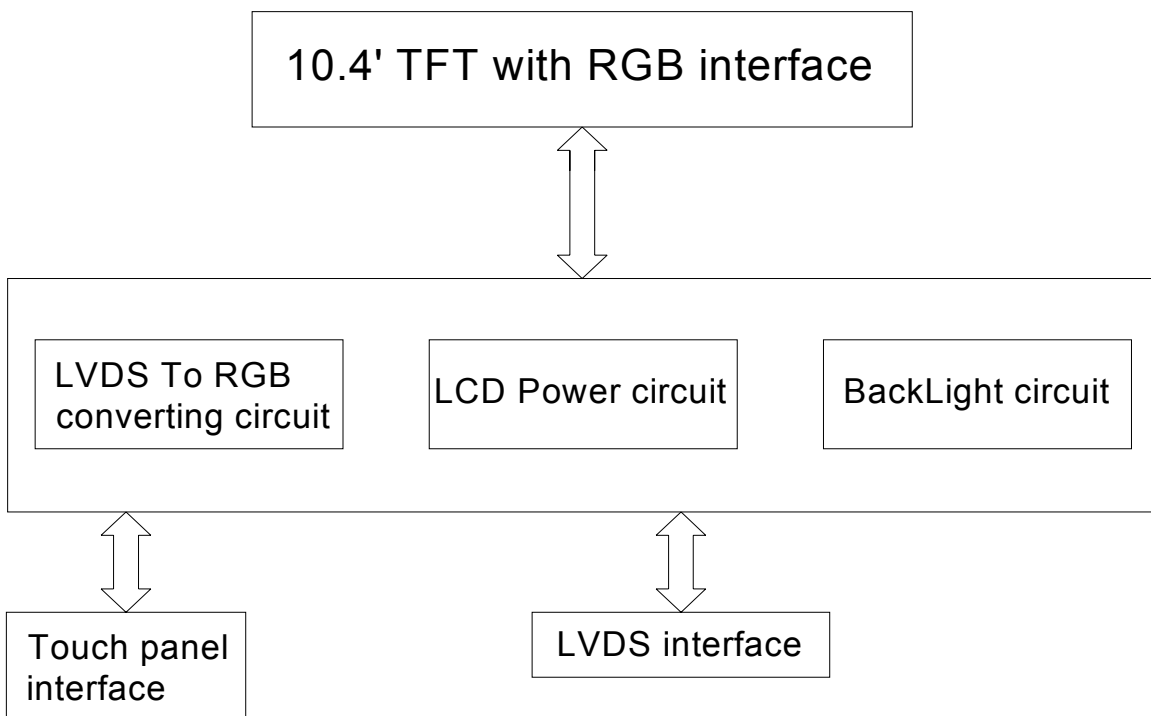 10.4' TFT with RGB interface
LVDS To RGB
converting circuit
LCD Power circuit
BackLight circuit
Touch panel
interface
LVDS interface